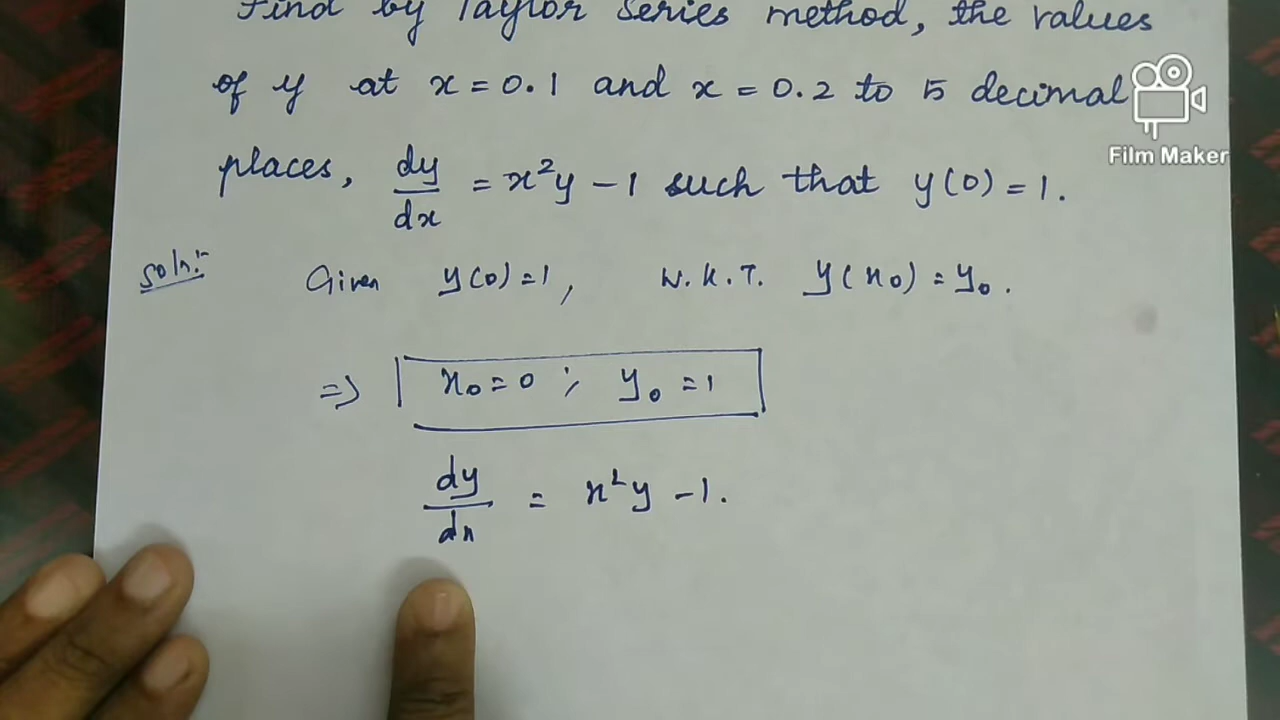 Find by Taylor series method, the values
of y at x = 0.1 and x = 0.2 to 5 decimal
places, dy/dx = x²y - 1 such that y(0) = 1.
Soln:- Given y(0)=1, W.K.T. y(x₀) = y₀.
=> x₀ = 0 ; y₀ = 1
dy/dx = x²y - 1.
Film Maker